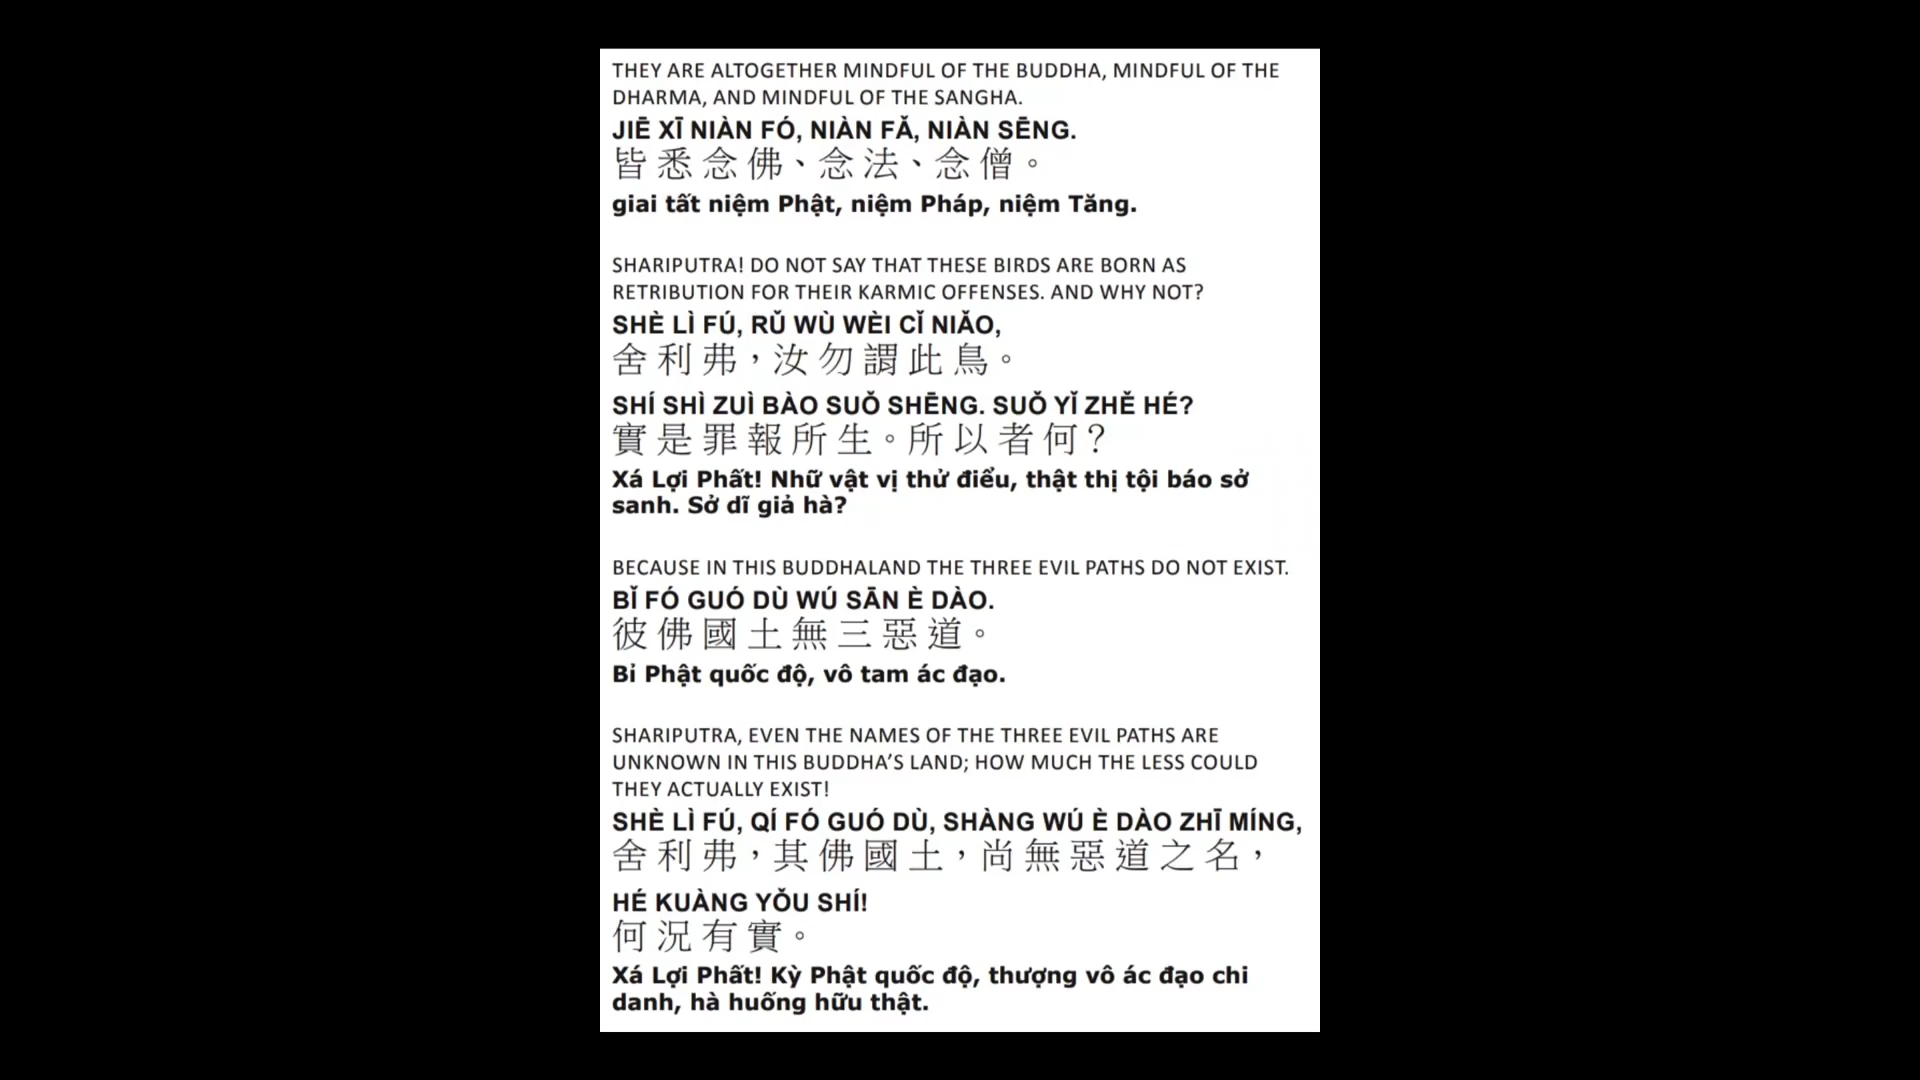 THEY ARE ALTOGETHER MINDFUL OF THE BUDDHA, MINDFUL OF THE
DHARMA, AND MINDFUL OF THE SANGHA.
JIĒ XĪ NIÀN FÓ, NIÀN FǍ, NIÀN SĒNG.
皆悉念佛、念法、念僧。
giai tất niệm Phật, niệm Pháp, niệm Tăng.
SHARIPUTRA! DO NOT SAY THAT THESE BIRDS ARE BORN AS
RETRIBUTION FOR THEIR KARMIC OFFENSES. AND WHY NOT?
SHÈ LÌ FÚ, RǓ WÙ WÈI CǏ NIǍO,
舍利弗，汝勿謂此鳥。
SHÍ SHÌ ZUÌ BÀO SUǑ SHĒNG. SUǑ YǏ ZHĚ HÉ?
實是罪報所生。所以者何？
Xá Lợi Phất! Nhữ vật vị thử điểu, thật thị tội báo sở
sanh. Sở dĩ giả hà?
BECAUSE IN THIS BUDDHALAND THE THREE EVIL PATHS DO NOT EXIST.
BǏ FÓ GUÓ DÙ WÚ SĀN È DÀO.
彼佛國土無三惡道。
Bỉ Phật quốc độ, vô tam ác đạo.
SHARIPUTRA, EVEN THE NAMES OF THE THREE EVIL PATHS ARE
UNKNOWN IN THIS BUDDHA’S LAND; HOW MUCH THE LESS COULD
THEY ACTUALLY EXIST!
SHÈ LÌ FÚ, QÍ FÓ GUÓ DÙ, SHÀNG WÚ È DÀO ZHĪ MÍNG,
舍利弗，其佛國土，尚無惡道之名，
HÉ KUÀNG YǑU SHÍ!
何況有實。
Xá Lợi Phất! Kỳ Phật quốc độ, thượng vô ác đạo chi
danh, hà huống hữu thật.